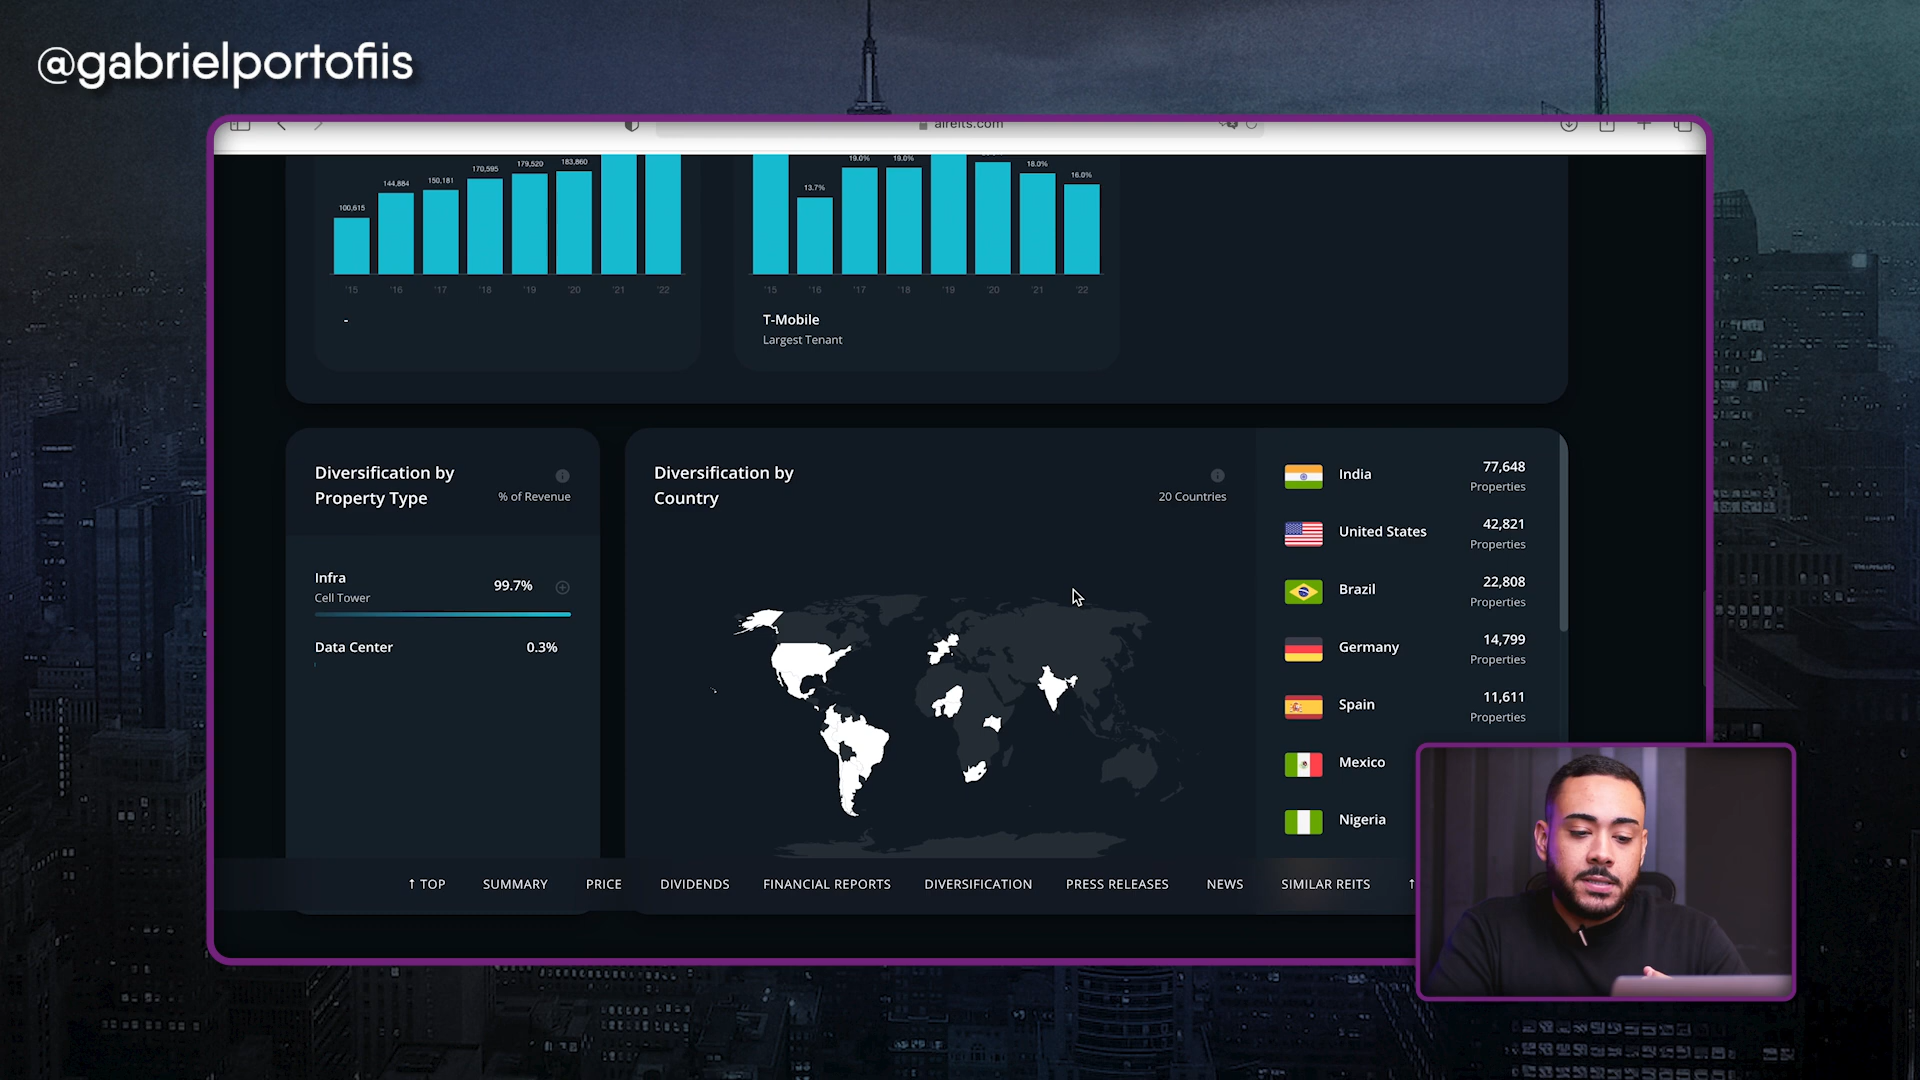 @gabrielportofiis
alreits.com
100,615
144,884
150,181
170,595
179,520
183,860
'15
'16
'17
'18
'19
'20
'21
'22
-
13.7%
19.0%
19.0%
18.0%
16.0%
'15
'16
'17
'18
'19
'20
'21
'22
T-Mobile
Largest Tenant
Diversification by
Property Type
% of Revenue
Infra
Cell Tower
99.7%
Data Center
0.3%
Diversification by
Country
20 Countries
India
77,648
Properties
United States
42,821
Properties
Brazil
22,808
Properties
Germany
14,799
Properties
Spain
11,611
Properties
Mexico
Nigeria
↑ TOP
SUMMARY
PRICE
DIVIDENDS
FINANCIAL REPORTS
DIVERSIFICATION
PRESS RELEASES
NEWS
SIMILAR REITS
↑